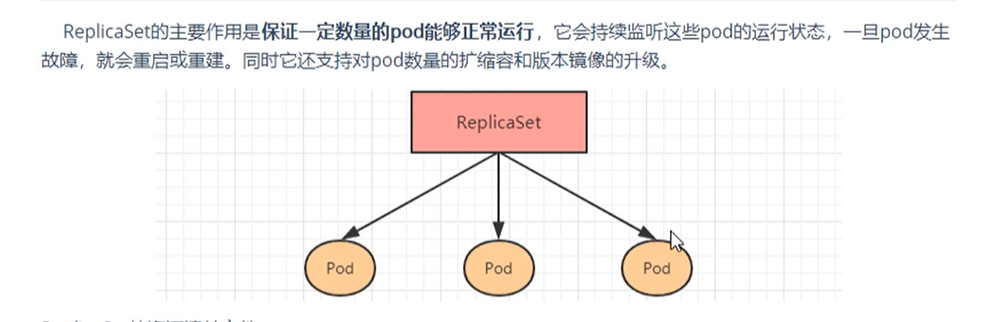 ReplicaSet的主要作用是保证一定数量的pod能够正常运行，它会持续监听这些pod的运行状态，一旦pod发生
故障，就会重启或重建。同时它还支持对pod数量的扩缩容和版本镜像的升级。
ReplicaSet
Pod
Pod
Pod